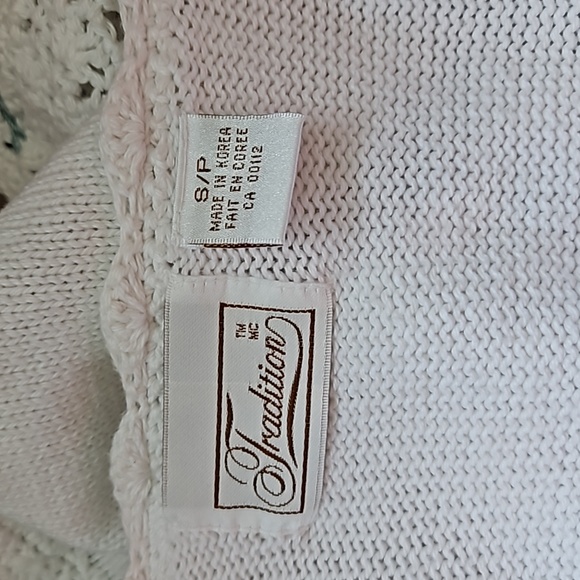 S/P
MADE IN KOREA
FAIT EN COREE
CA 00112
TM
MC
Tradition